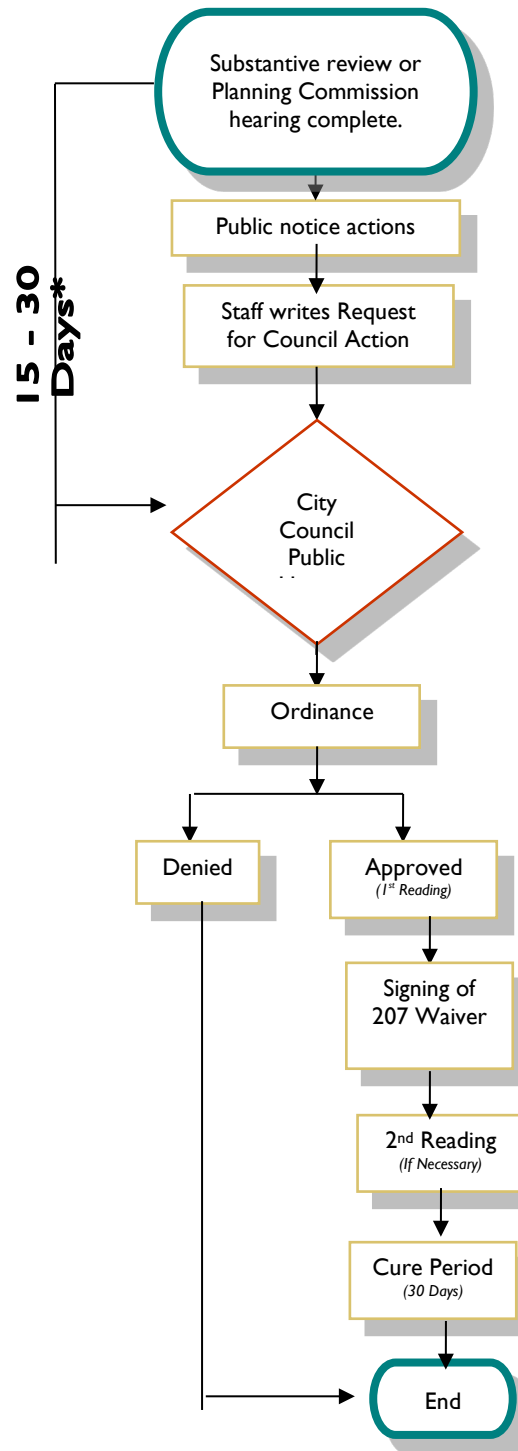 Substantive review or
Planning Commission
hearing complete.
Public notice actions
15 – 30
Days*
Staff writes Request
for Council Action
City
Council
Public
Ordinance
Denied
Approved
(1st Reading)
Signing of
207 Waiver
2nd Reading
(If Necessary)
Cure Period
(30 Days)
End